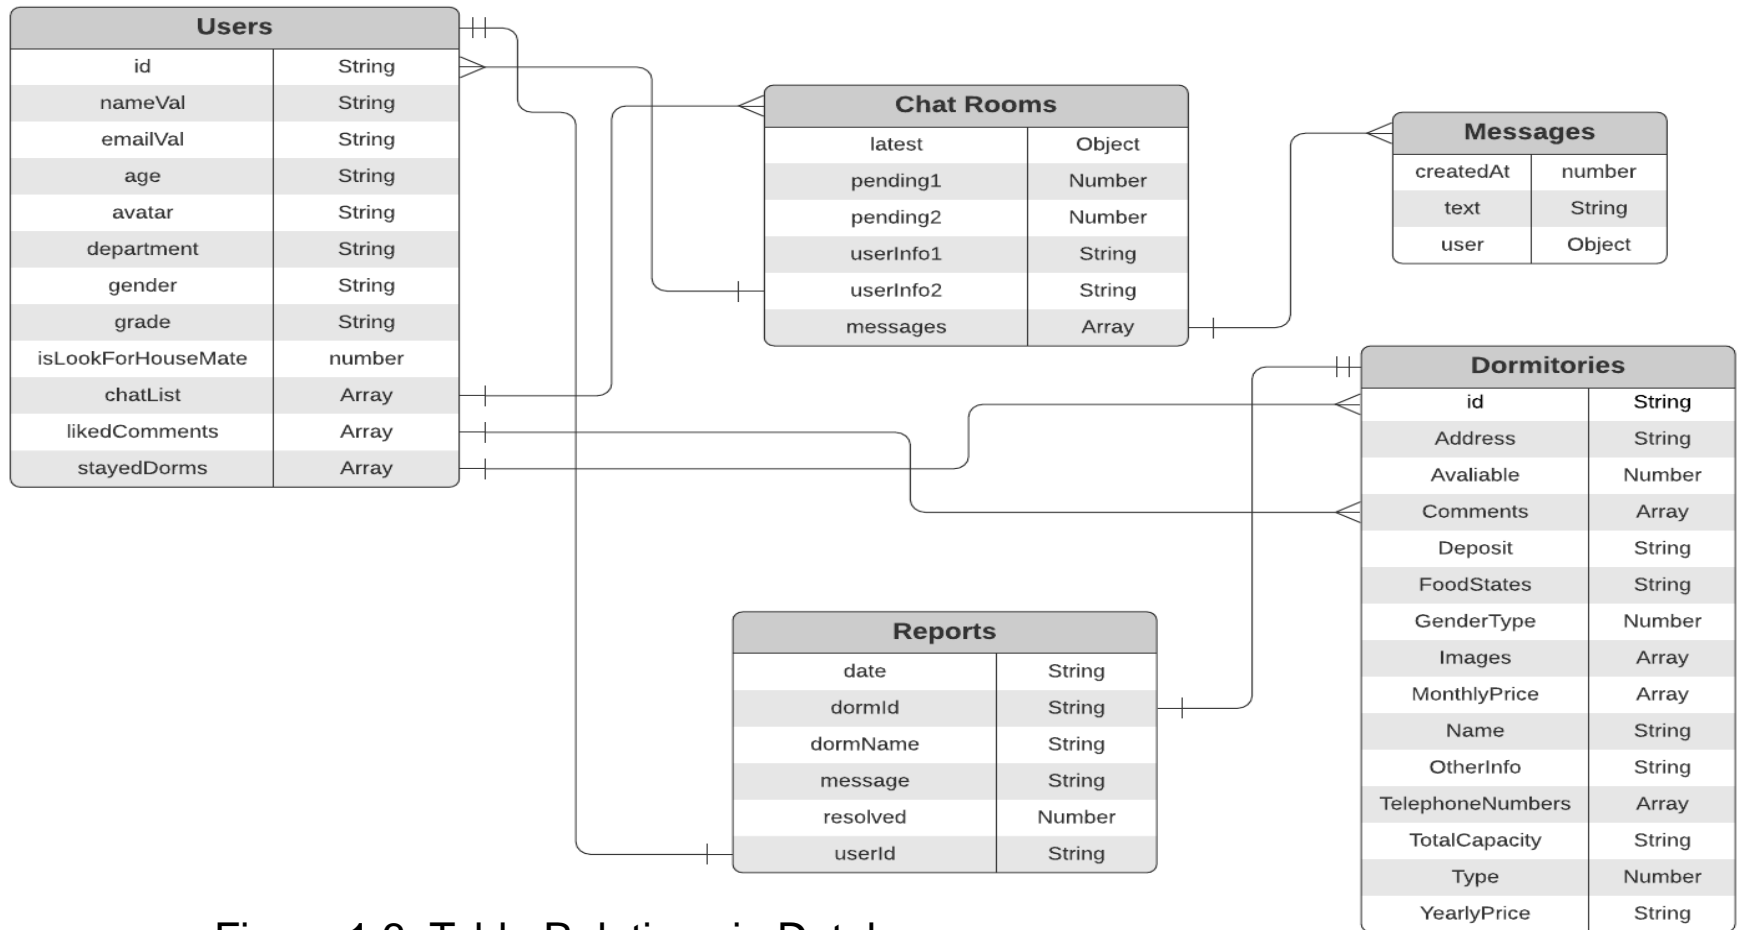 Users
id String
nameVal String
emailVal String
age String
avatar String
department String
gender String
grade String
isLookForHouseMate number
chatList Array
likedComments Array
stayedDorms Array
Chat Rooms
latest Object
pending1 Number
pending2 Number
userInfo1 String
userInfo2 String
messages Array
Messages
createdAt number
text String
user Object
Dormitories
id String
Address String
Avaliable Number
Comments Array
Deposit String
FoodStates String
GenderType Number
Images Array
MonthlyPrice Array
Name String
OtherInfo String
TelephoneNumbers Array
TotalCapacity String
Type Number
YearlyPrice String
Reports
date String
dormId String
dormName String
message String
resolved Number
userId String